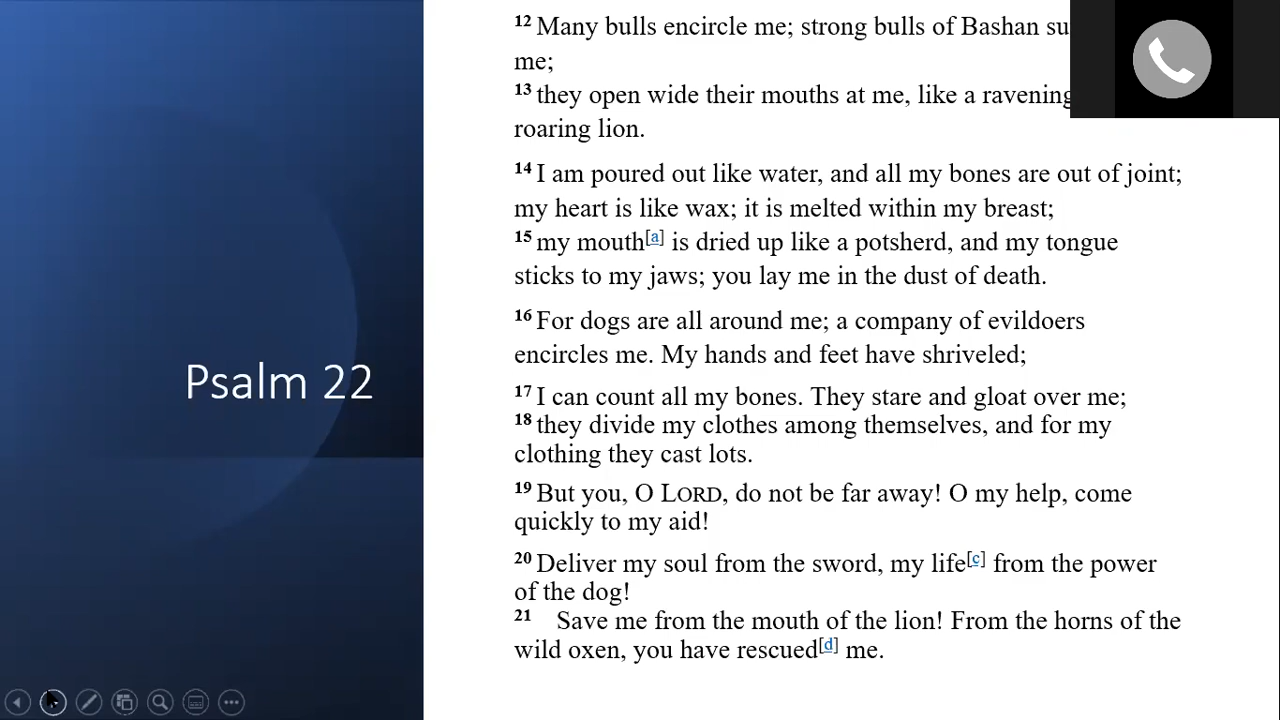 Psalm 22
12 Many bulls encircle me; strong bulls of Bashan su
me;
13 they open wide their mouths at me, like a ravening
roaring lion.
14 I am poured out like water, and all my bones are out of joint;
my heart is like wax; it is melted within my breast;
15 my mouth[a] is dried up like a potsherd, and my tongue
sticks to my jaws; you lay me in the dust of death.
16 For dogs are all around me; a company of evildoers
encircles me. My hands and feet have shriveled;
17 I can count all my bones. They stare and gloat over me;
18 they divide my clothes among themselves, and for my
clothing they cast lots.
19 But you, O LORD, do not be far away! O my help, come
quickly to my aid!
20 Deliver my soul from the sword, my life[c] from the power
of the dog!
21 Save me from the mouth of the lion! From the horns of the
wild oxen, you have rescued[d] me.